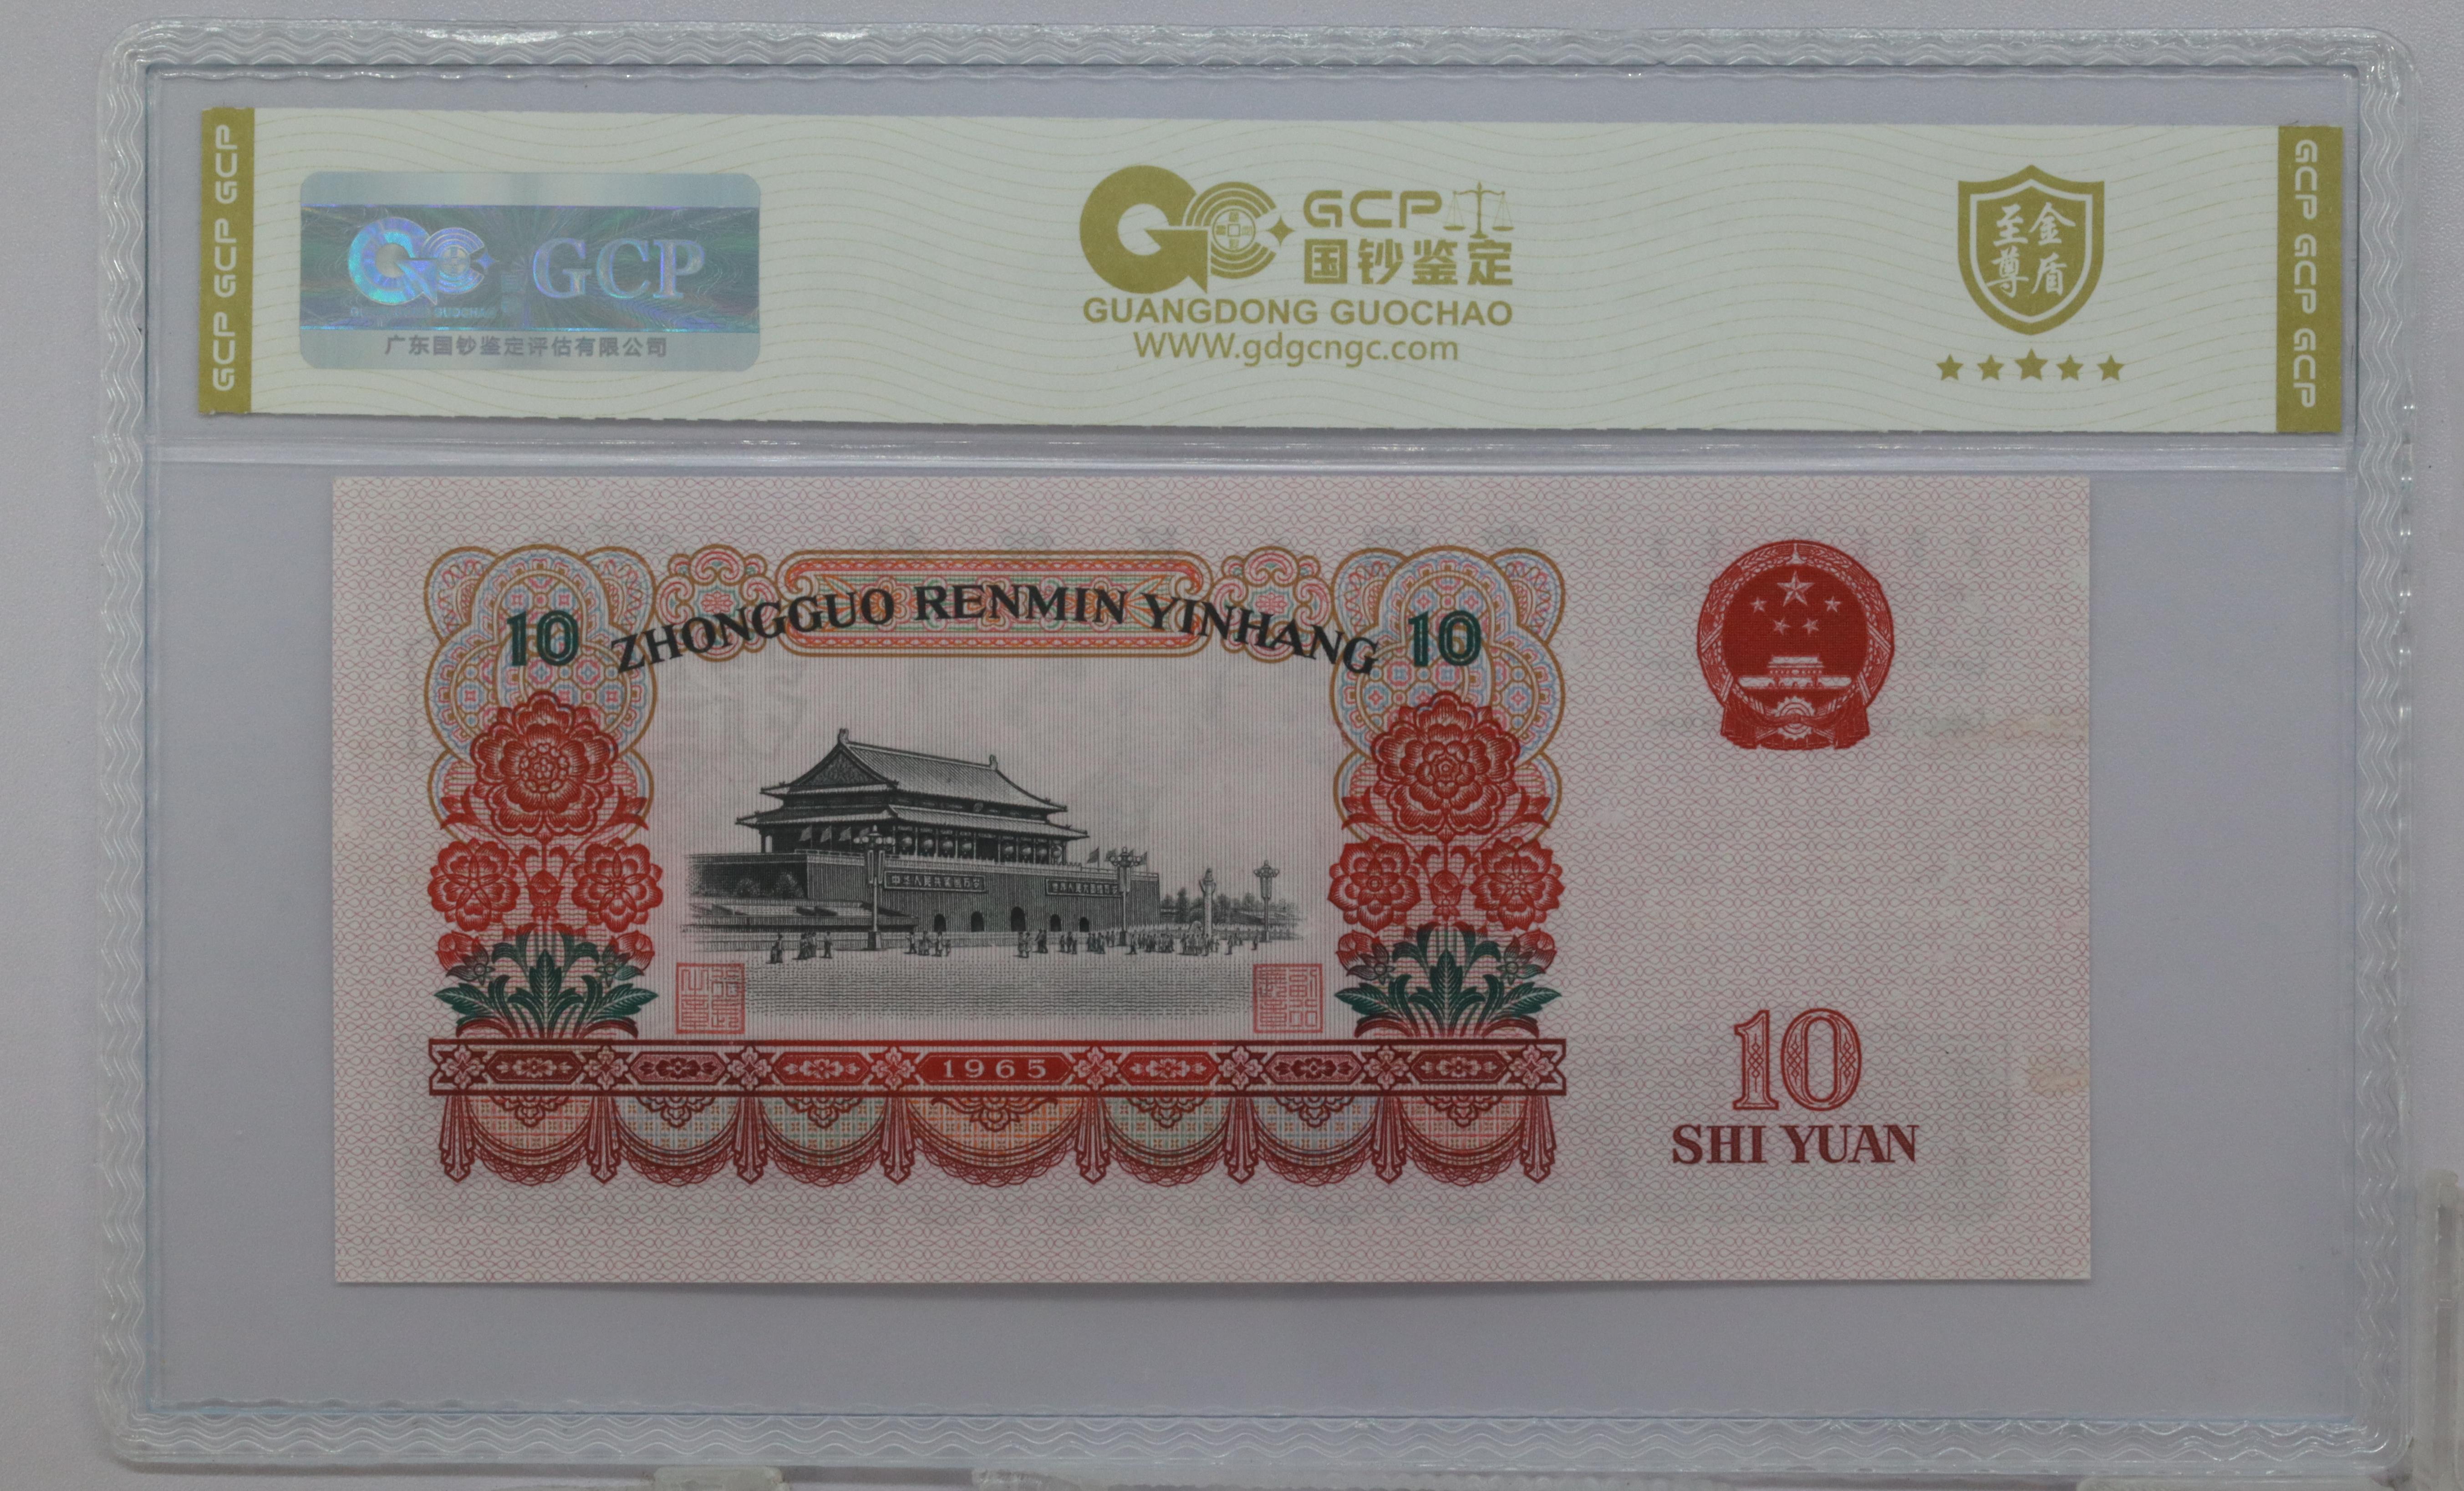 GCP GCP GCP
GCP
广东国钞鉴定评估有限公司
GCP
国钞鉴定
GUANGDONG GUOCHAO
WWW.gdgcngc.com
至尊金盾
GCP GCP GCP
10 ZHONGGUO RENMIN YINHANG 10
1965
10
SHI YUAN